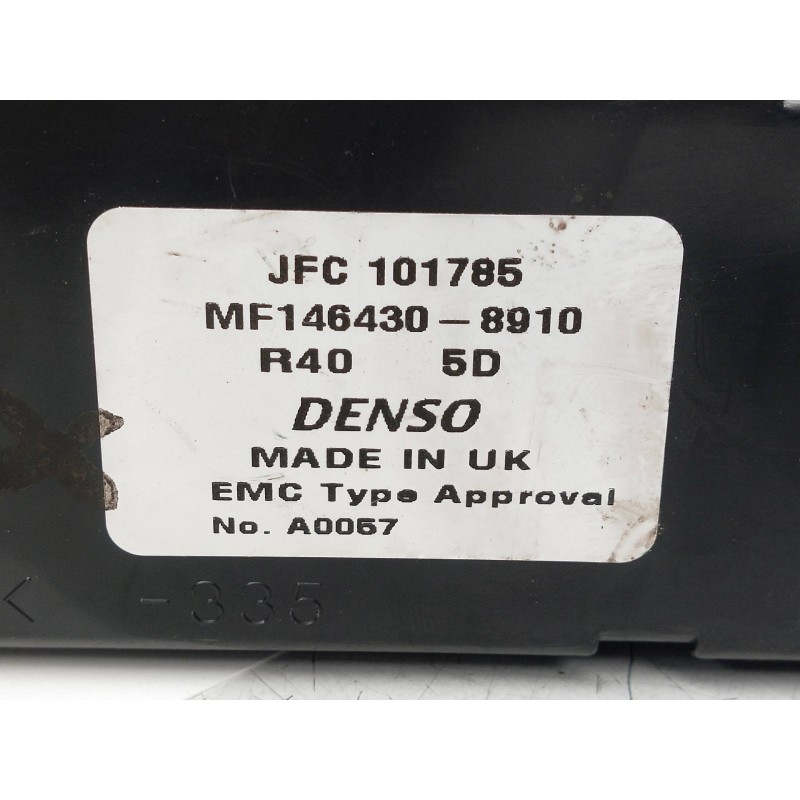 JFC 101785
MF146430-8910
R40 5D
DENSO
MADE IN UK
EMC Type Approval
No. A0057
-335